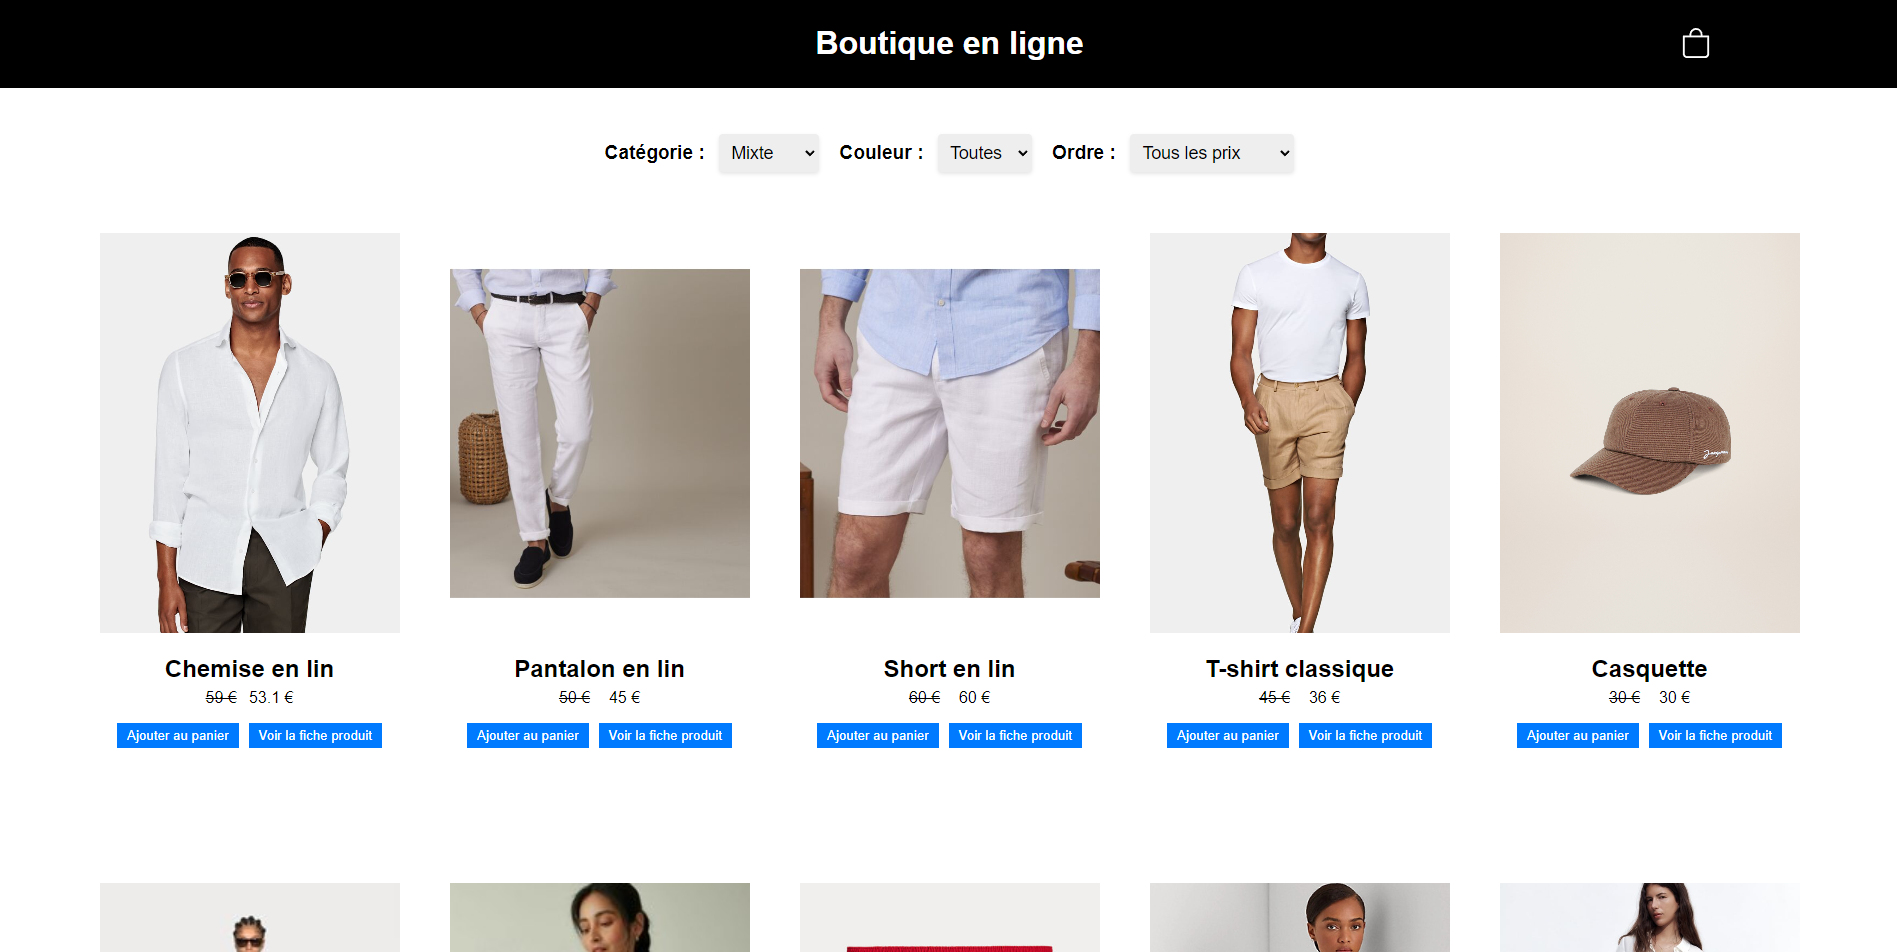 Boutique en ligne
Catégorie : Mixte Couleur : Toutes Ordre : Tous les prix
Chemise en lin
59 € 53.1 €
Ajouter au panier Voir la fiche produit
Pantalon en lin
50 € 45 €
Ajouter au panier Voir la fiche produit
Short en lin
60 € 60 €
Ajouter au panier Voir la fiche produit
T-shirt classique
45 € 36 €
Ajouter au panier Voir la fiche produit
Casquette
30 € 30 €
Ajouter au panier Voir la fiche produit